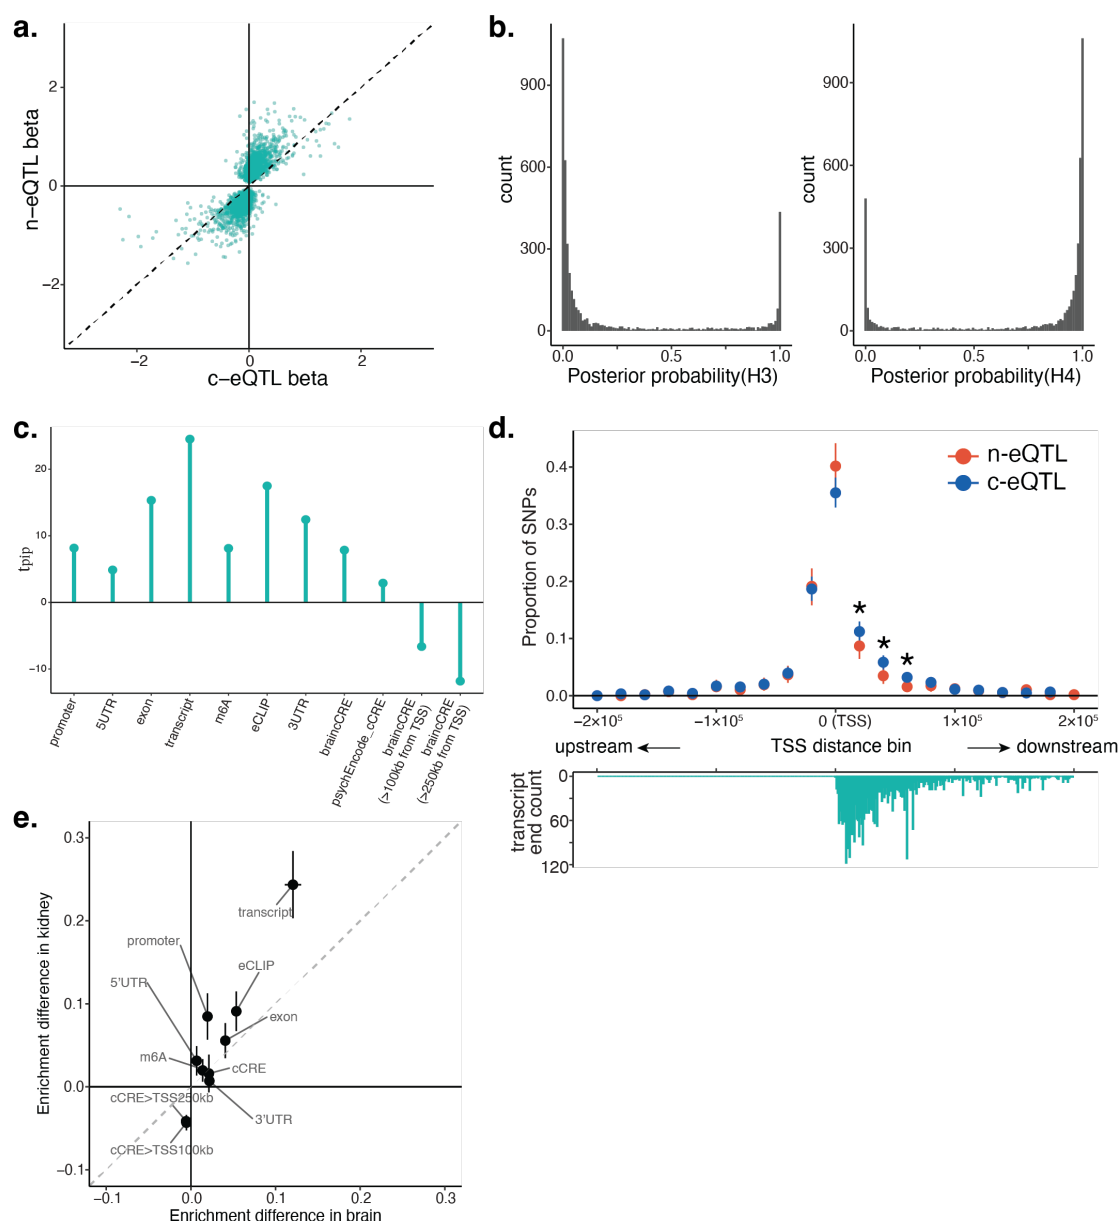 a.
2
0
−2
n−eQTL beta
−2
0
2
c−eQTL beta
b.
900
600
300
0
count
0.0
0.5
1.0
Posterior probability(H3)
900
600
300
0
count
0.0
0.5
1.0
Posterior probability(H4)
c.
20
10
0
−10
tpip
promoter
5UTR
exon
transcript
m6A
eCLIP
3UTR
braincCRE
psychEncode_cCRE
braincCRE
(>100kb from TSS)
braincCRE
(>250kb from TSS)
d.
n-eQTL
c-eQTL
0.4
0.3
0.2
0.1
0.0
Proportion of SNPs
*
*
*
−2×10⁵
−1×10⁵
0 (TSS)
1×10⁵
2×10⁵
upstream
TSS distance bin
downstream
0
60
120
transcript
end count
e.
0.3
0.2
0.1
0.0
−0.1
Enrichment difference in kidney
transcript
promoter
eCLIP
5'UTR
exon
m6A
cCRE
cCRE>TSS250kb
3'UTR
cCRE>TSS100kb
−0.1
0.0
0.1
0.2
0.3
Enrichment difference in brain